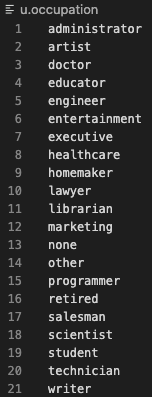 u.occupation
1 administrator
2 artist
3 doctor
4 educator
5 engineer
6 entertainment
7 executive
8 healthcare
9 homemaker
10 lawyer
11 librarian
12 marketing
13 none
14 other
15 programmer
16 retired
17 salesman
18 scientist
19 student
20 technician
21 writer